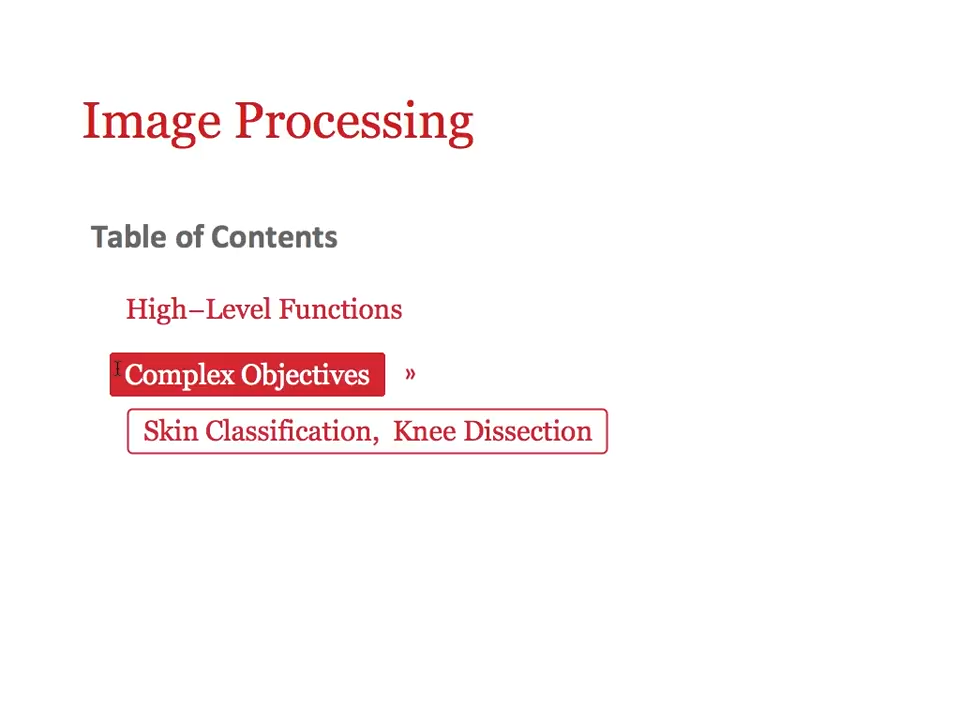 Image Processing
Table of Contents
High–Level Functions
Complex Objectives »
Skin Classification, Knee Dissection